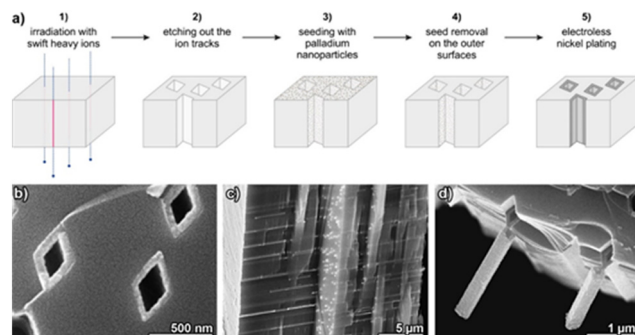 a)
1)
irradiation with
swift heavy ions
2)
etching out the
ion tracks
3)
seeding with
palladium
nanoparticles
4)
seed removal
on the outer
surfaces
5)
electroless
nickel plating
b)
500 nm
c)
5 µm
d)
1 µm